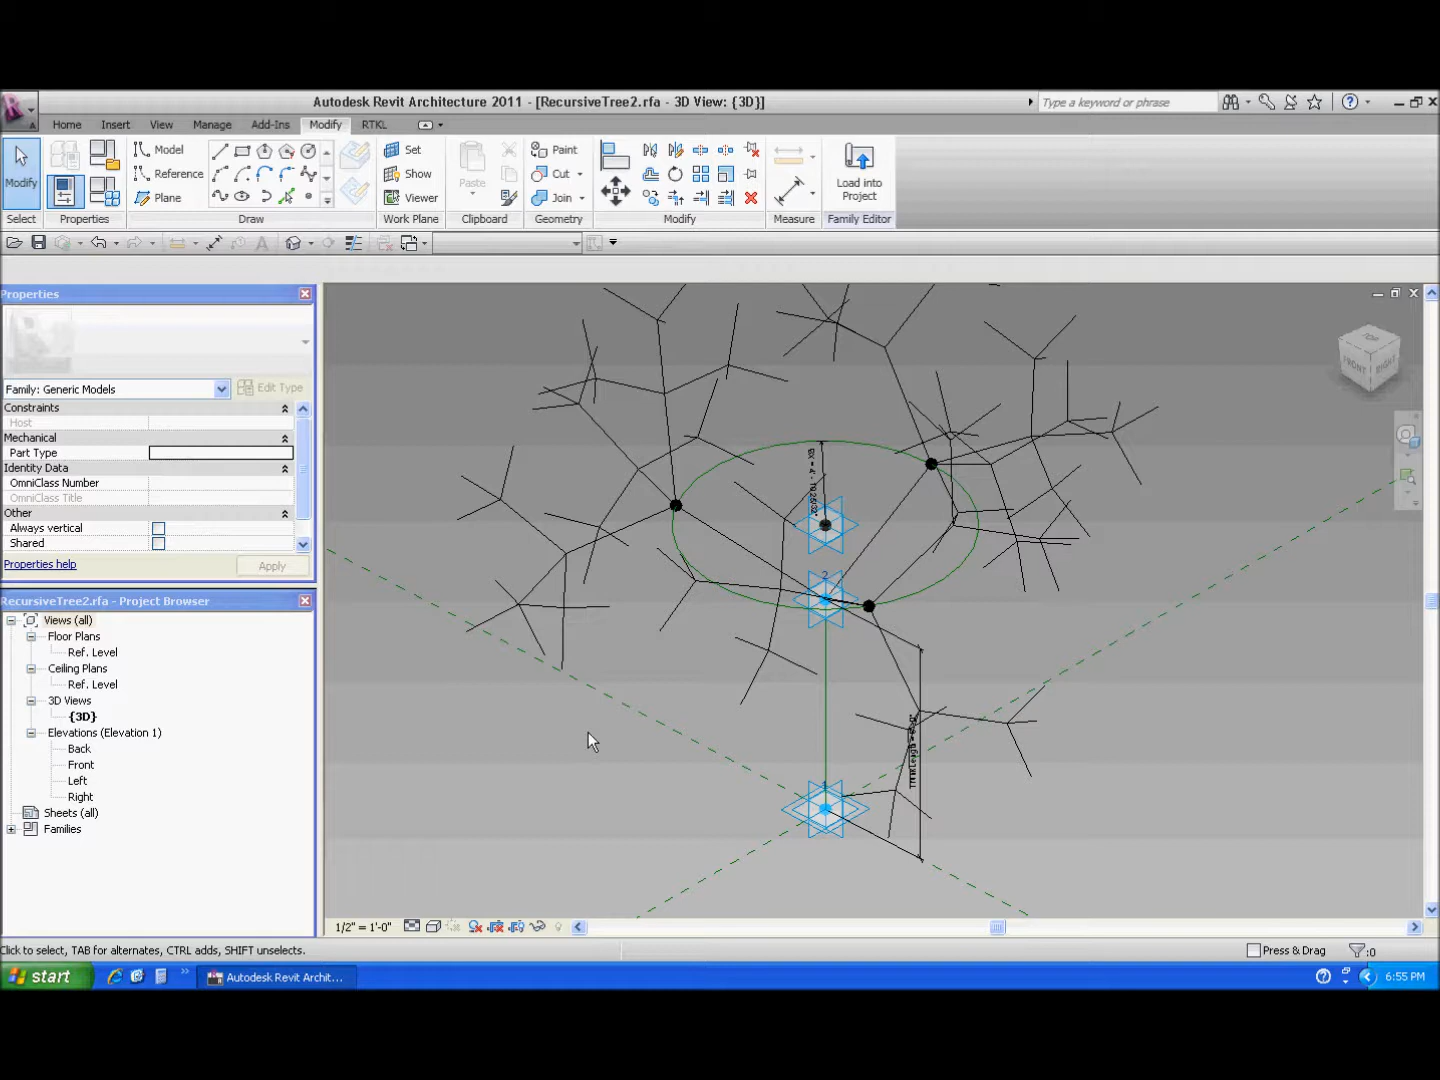 Autodesk Revit Architecture 2011 - [RecursiveTree2.rfa - 3D View: {3D}]
Type a keyword or phrase
Home Insert View Manage Add-Ins Modify RTKL
Modify
Model
Reference
Plane
Set
Show
Viewer
Paste
Paint
Cut
Join
Load into
Project
Select Properties Draw Work Plane Clipboard Geometry Modify Measure Family Editor
Properties
Family: Generic Models
Edit Type
Constraints
Host
Mechanical
Part Type
Identity Data
OmniClass Number
OmniClass Title
Other
Always vertical
Shared
Properties help
Apply
RecursiveTree2.rfa - Project Browser
Views (all)
Floor Plans
Ref. Level
Ceiling Plans
Ref. Level
3D Views
{3D}
Elevations (Elevation 1)
Back
Front
Left
Right
Sheets (all)
Families
TOP
FRONT
RIGHT
2
1
1/2" = 1'-0"
Click to select, TAB for alternates, CTRL adds, SHIFT unselects.
Press & Drag
:0
start
Autodesk Revit Archit...
6:55 PM